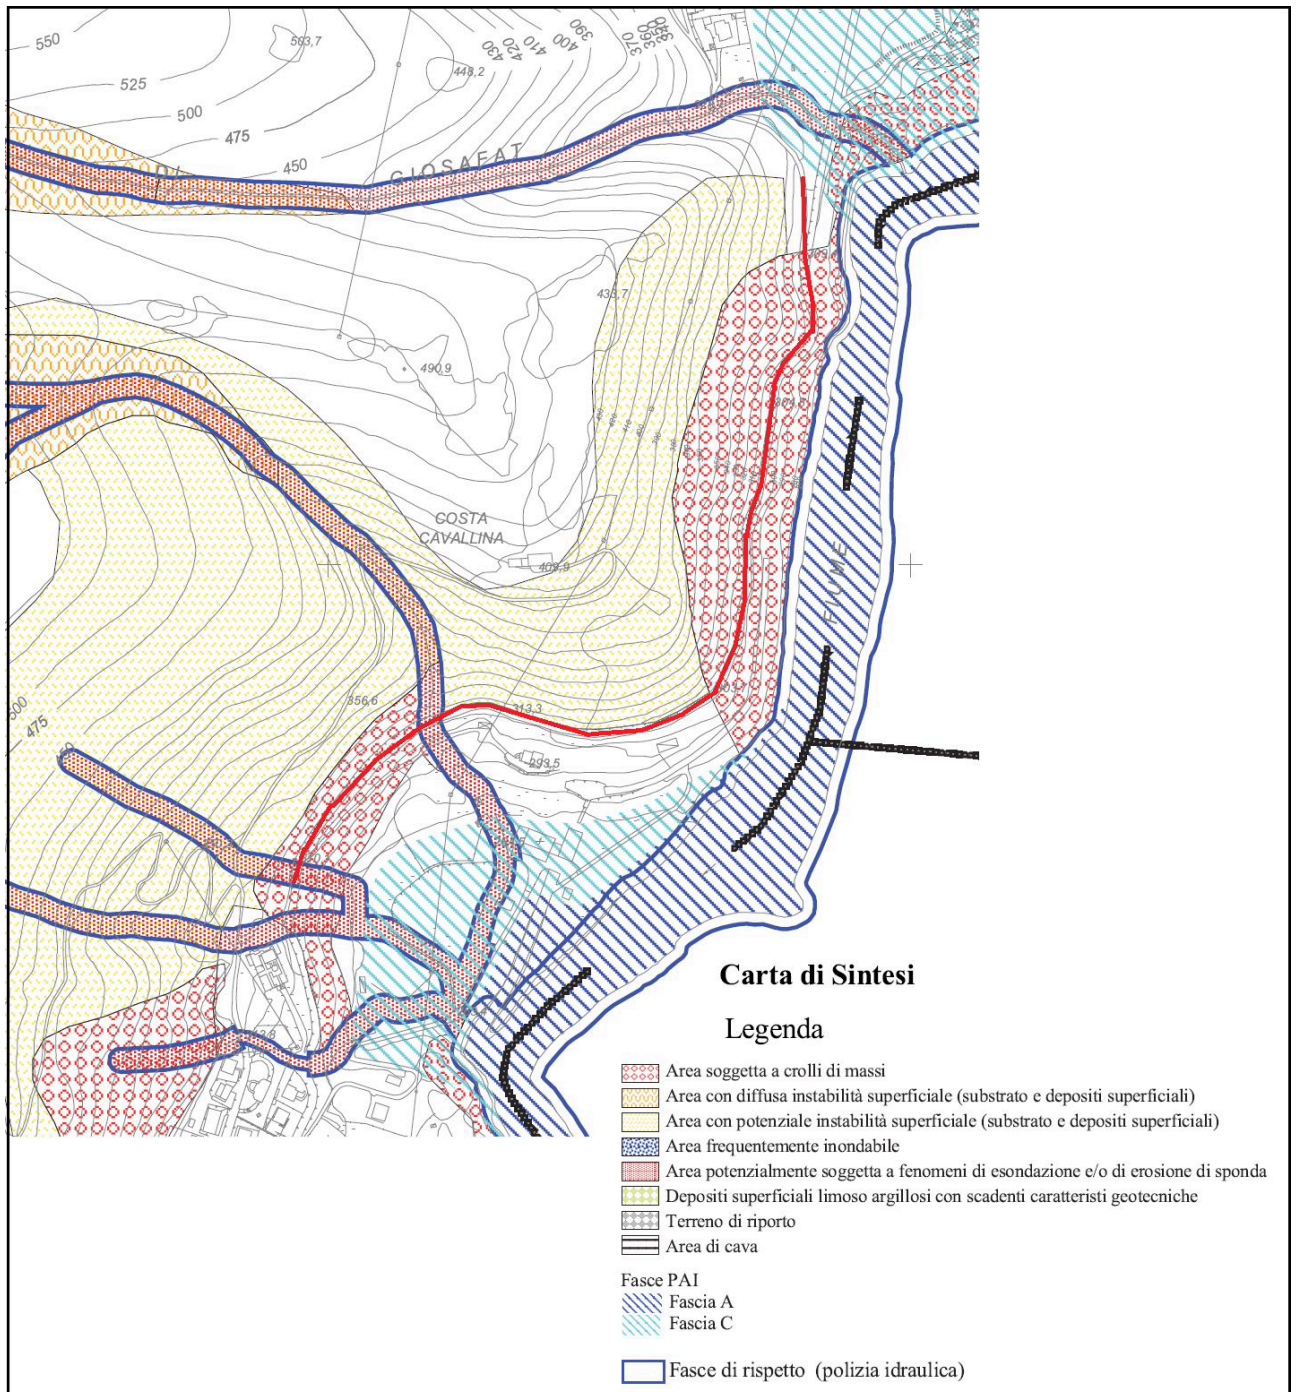 550
525
500
475
450
563,7
448,2
430
420
410
400
390
370
360
350
340
DI
GIOSAFAT
433,7
490,9
COSTA
CAVALLINA
409,9
FIUME
356,6
313,3
293,5
500
475
Carta di Sintesi
Legenda
Area soggetta a crolli di massi
Area con diffusa instabilità superficiale (substrato e depositi superficiali)
Area con potenziale instabilità superficiale (substrato e depositi superficiali)
Area frequentemente inondabile
Area potenzialmente soggetta a fenomeni di esondazione e/o di erosione di sponda
Depositi superficiali limoso argillosi con scadenti caratteristi geotecniche
Terreno di riporto
Area di cava
Fasce PAI
Fascia A
Fascia C
Fasce di rispetto (polizia idraulica)